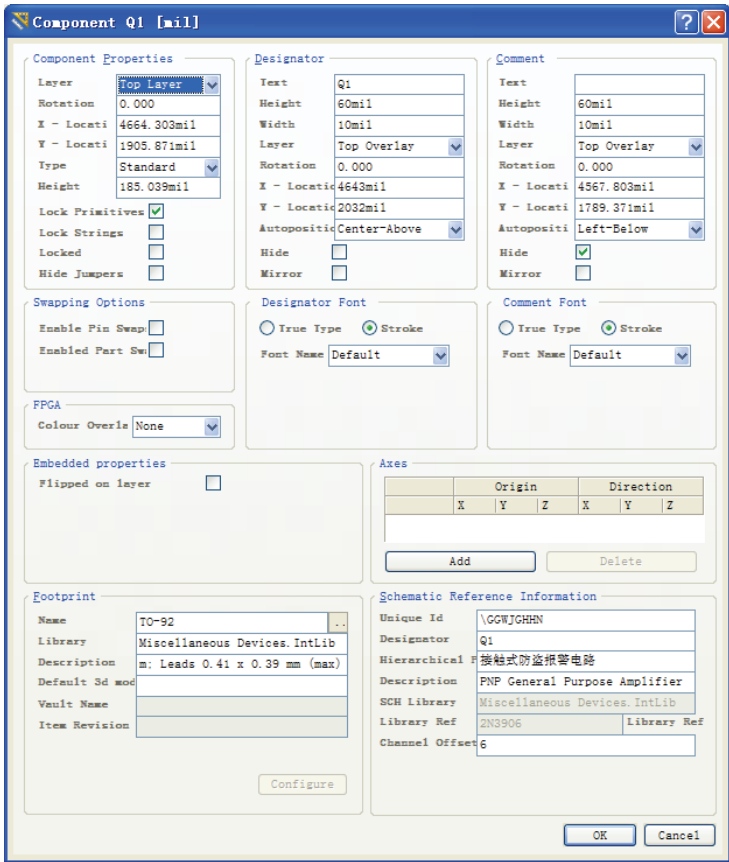 Component Q1 [mil]
Component Properties
Layer Top Layer
Rotation 0.000
X - Locati 4664.303mil
Y - Locati 1905.871mil
Type Standard
Height 185.039mil
Lock Primitives
Lock Strings
Locked
Hide Jumpers
Designator
Text Q1
Height 60mil
Width 10mil
Layer Top Overlay
Rotation 0.000
X - Locatic 4643mil
Y - Locatic 2032mil
Autopositic Center-Above
Hide
Mirror
Comment
Text
Height 60mil
Width 10mil
Layer Top Overlay
Rotation 0.000
X - Locati 4567.803mil
Y - Locati 1789.371mil
Autopositi Left-Below
Hide
Mirror
Swapping Options
Enable Pin Swap
Enabled Part Sw
Designator Font
True Type Stroke
Font Name Default
Comment Font
True Type Stroke
Font Name Default
FPGA
Colour Overla None
Embedded properties
Flipped on layer
Axes
Origin Direction
X Y Z X Y Z
Add Delete
Footprint
Name TO-92 ..
Library Miscellaneous Devices.IntLib
Description m; Leads 0.41 x 0.39 mm (max)
Default 3d mod
Vault Name
Item Revision
Configure
Schematic Reference Information
Unique Id \GGWJGHHN
Designator Q1
Hierarchical P 接触式防盗报警电路
Description PNP General Purpose Amplifier
SCH Library Miscellaneous Devices.IntLib
Library Ref 2N3906 Library Ref
Channel Offset 6
OK Cancel